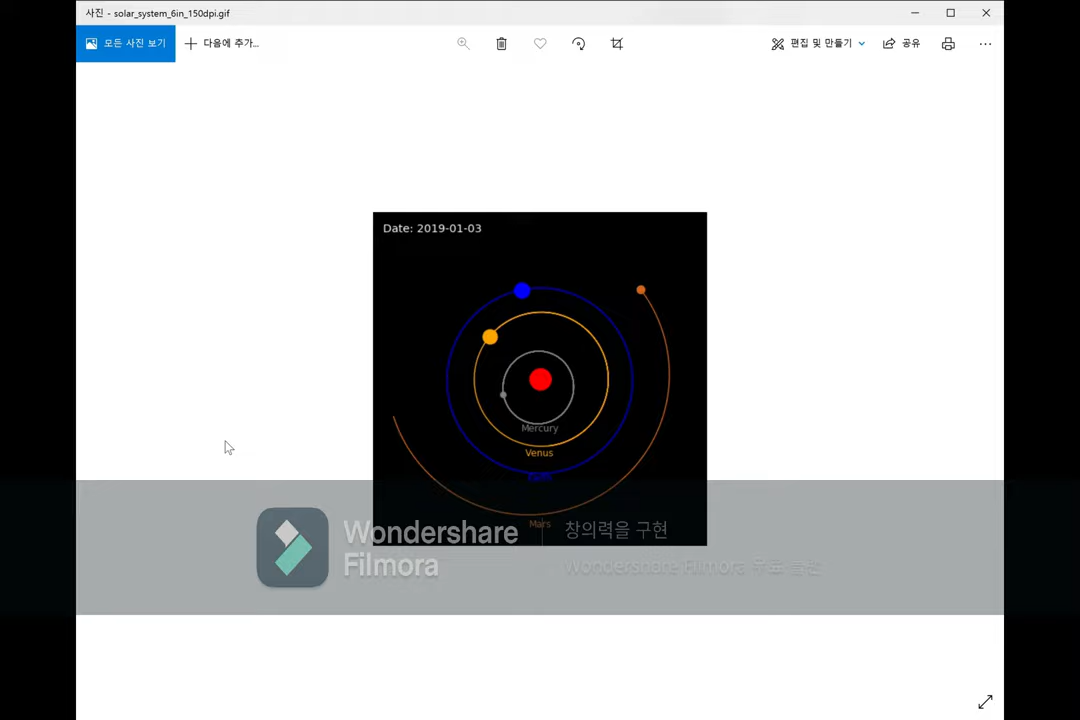 사진 - solar_system_6in_150dpi.gif
모든 사진 보기
다음에 추가...
편집 및 만들기
공유
Date: 2019-01-03
Mercury
Venus
Mars
Wondershare
Filmora
창의력을 구현
Wondershare Filmora 무료 플랜